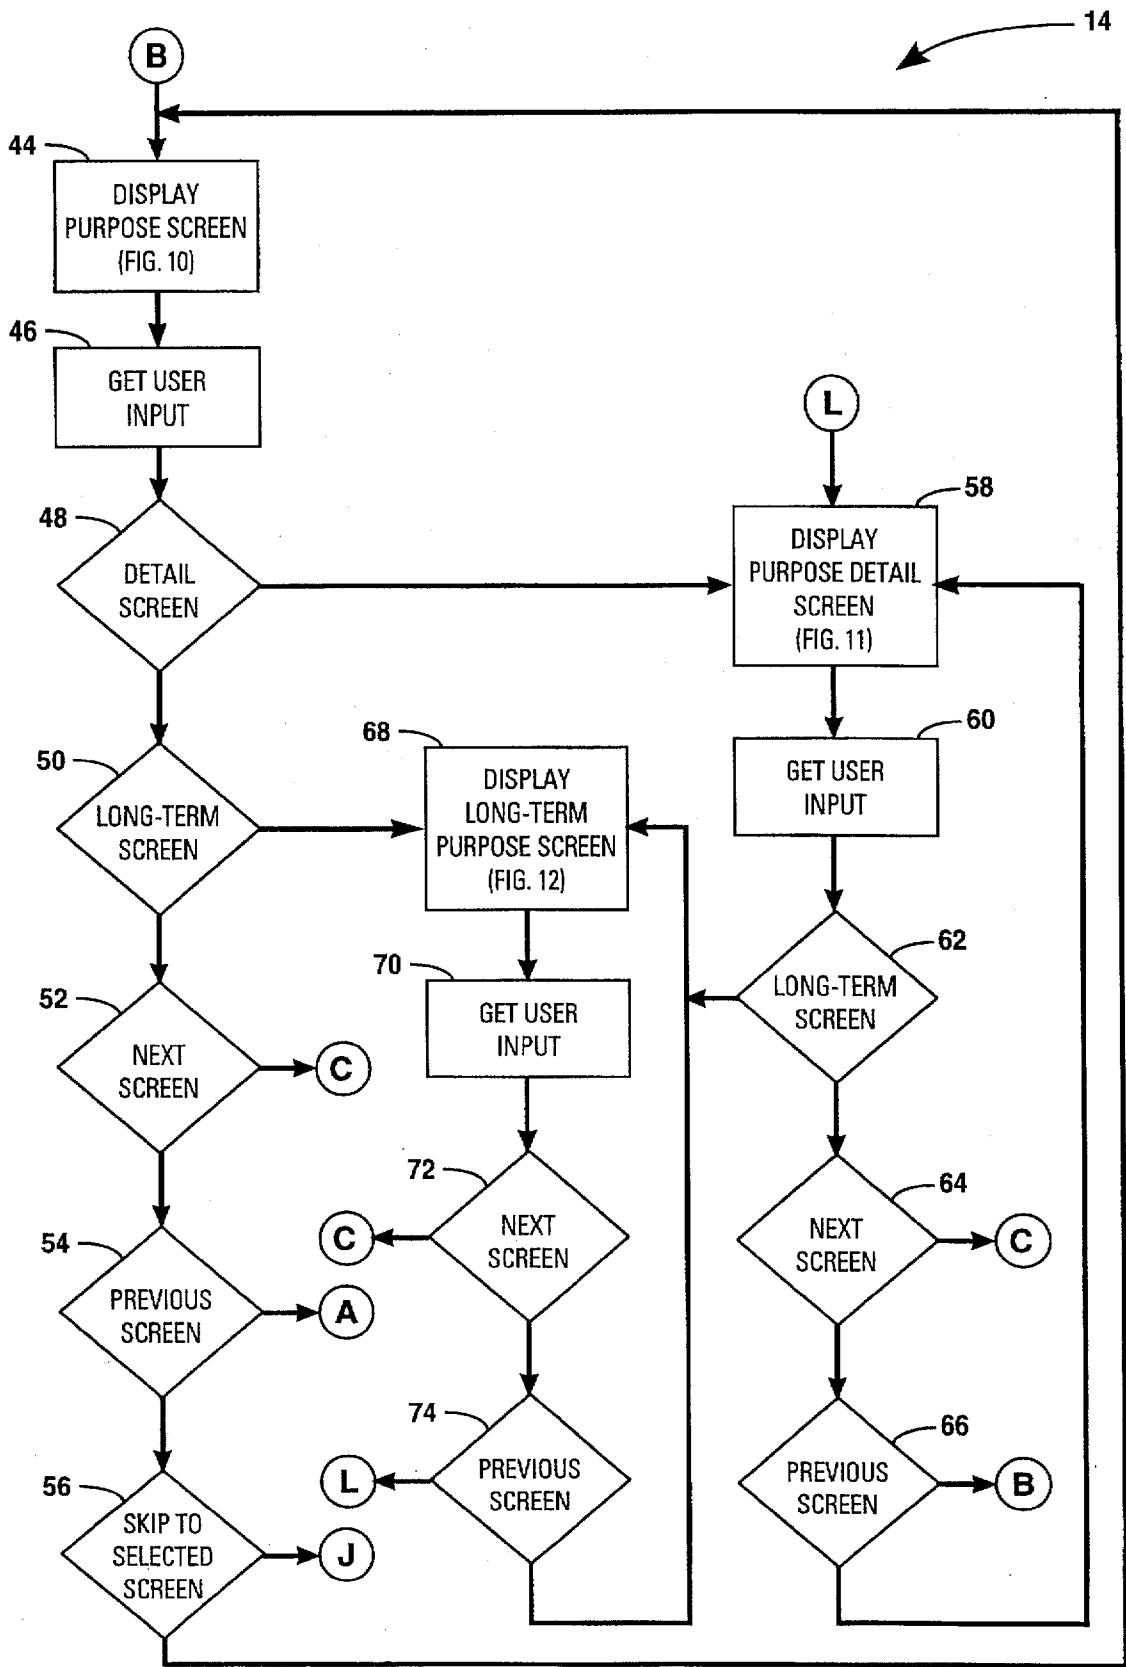 14
B
44
DISPLAY
PURPOSE SCREEN
(FIG. 10)
46
GET USER
INPUT
L
48
DETAIL
SCREEN
58
DISPLAY
PURPOSE DETAIL
SCREEN
(FIG. 11)
50
LONG-TERM
SCREEN
68
DISPLAY
LONG-TERM
PURPOSE SCREEN
(FIG. 12)
60
GET USER
INPUT
52
NEXT
SCREEN
C
70
GET USER
INPUT
62
LONG-TERM
SCREEN
54
PREVIOUS
SCREEN
A
72
NEXT
SCREEN
C
64
NEXT
SCREEN
C
56
SKIP TO
SELECTED
SCREEN
J
74
PREVIOUS
SCREEN
L
66
PREVIOUS
SCREEN
B